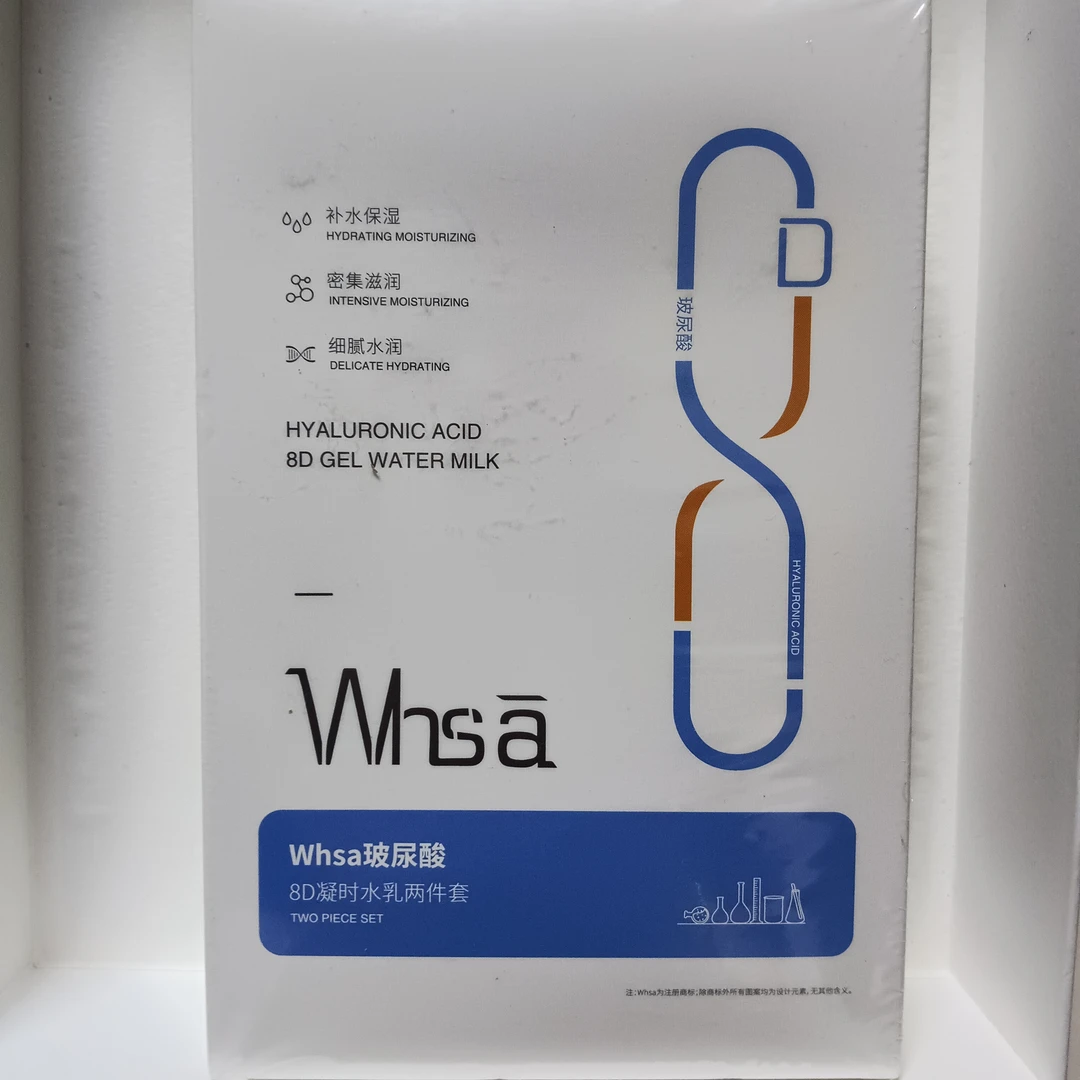 补水保湿
HYDRATING MOISTURIZING
密集滋润
INTENSIVE MOISTURIZING
细腻水润
DELICATE HYDRATING
HYALURONIC ACID
8D GEL WATER MILK
D
玻尿酸
HYALURONIC ACID
Whsā
Whsa玻尿酸
8D凝时水乳两件套
TWO PIECE SET
注:Whsa为注册商标;除商标外所有图案均为设计元素,无其他含义。